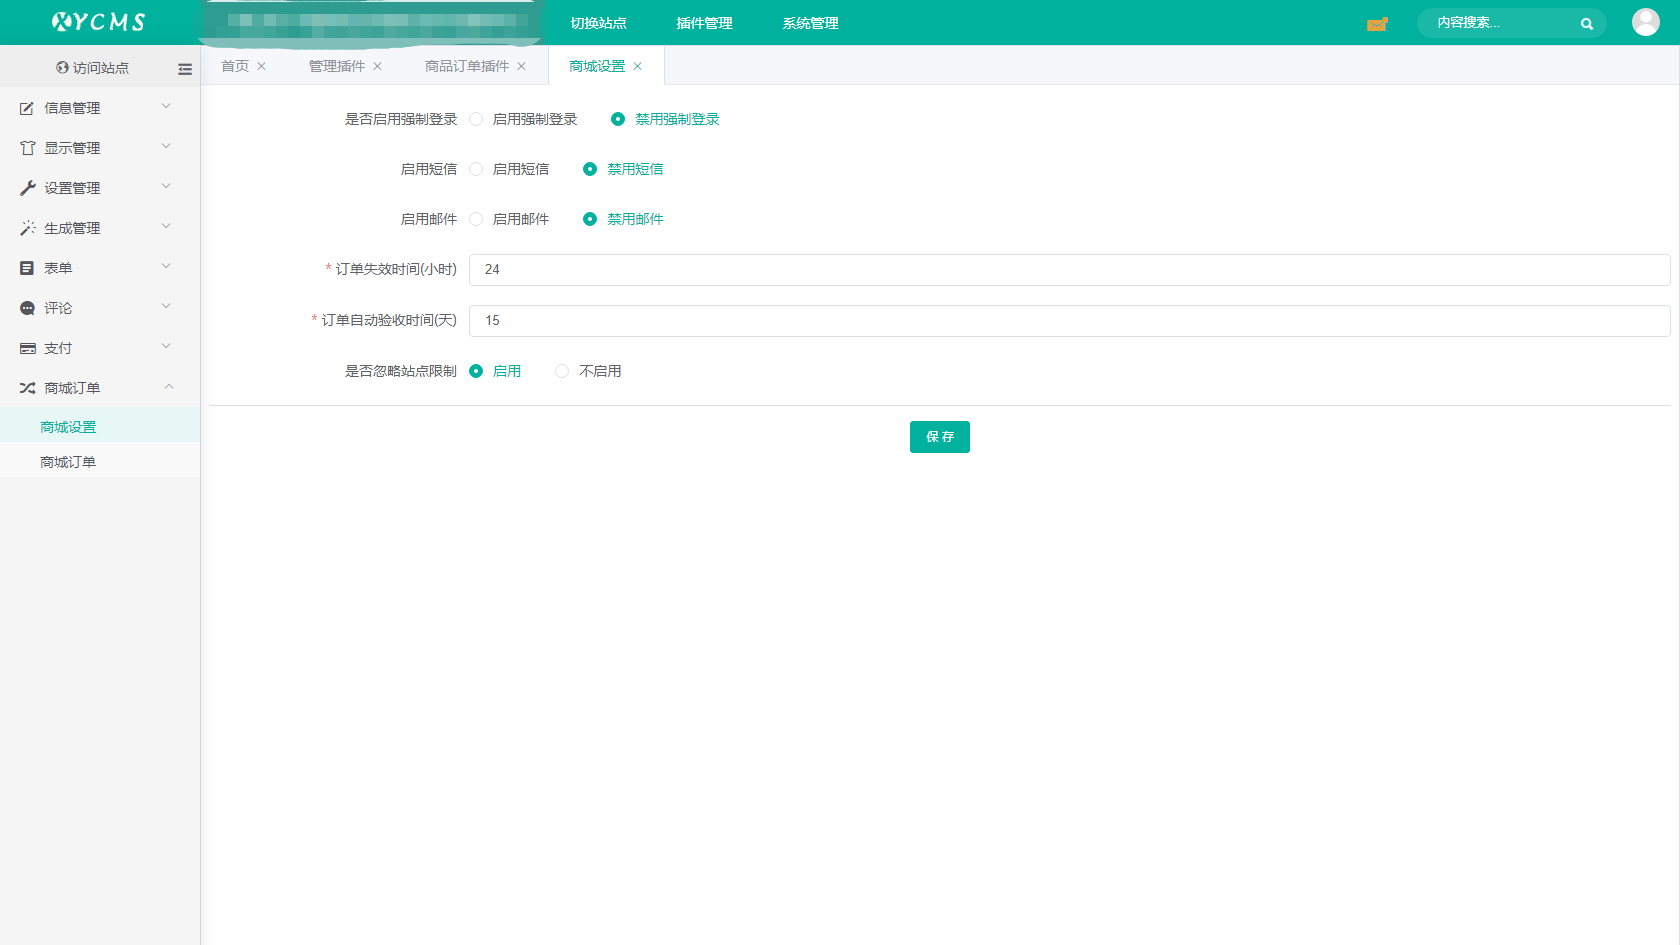 XYCMS
切换站点 插件管理 系统管理 内容搜索...
访问站点
首页 管理插件 商品订单插件 商城设置
信息管理
显示管理
设置管理
生成管理
表单
评论
支付
商城订单
商城设置
商城订单
是否启用强制登录 启用强制登录 禁用强制登录
启用短信 启用短信 禁用短信
启用邮件 启用邮件 禁用邮件
* 订单失效时间(小时) 24
* 订单自动验收时间(天) 15
是否忽略站点限制 启用 不启用
保存